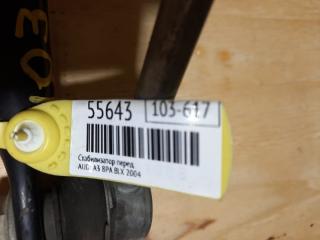 55643 103-617
Стабилизатор перед.
AUDI A3 8PA BLX 2004